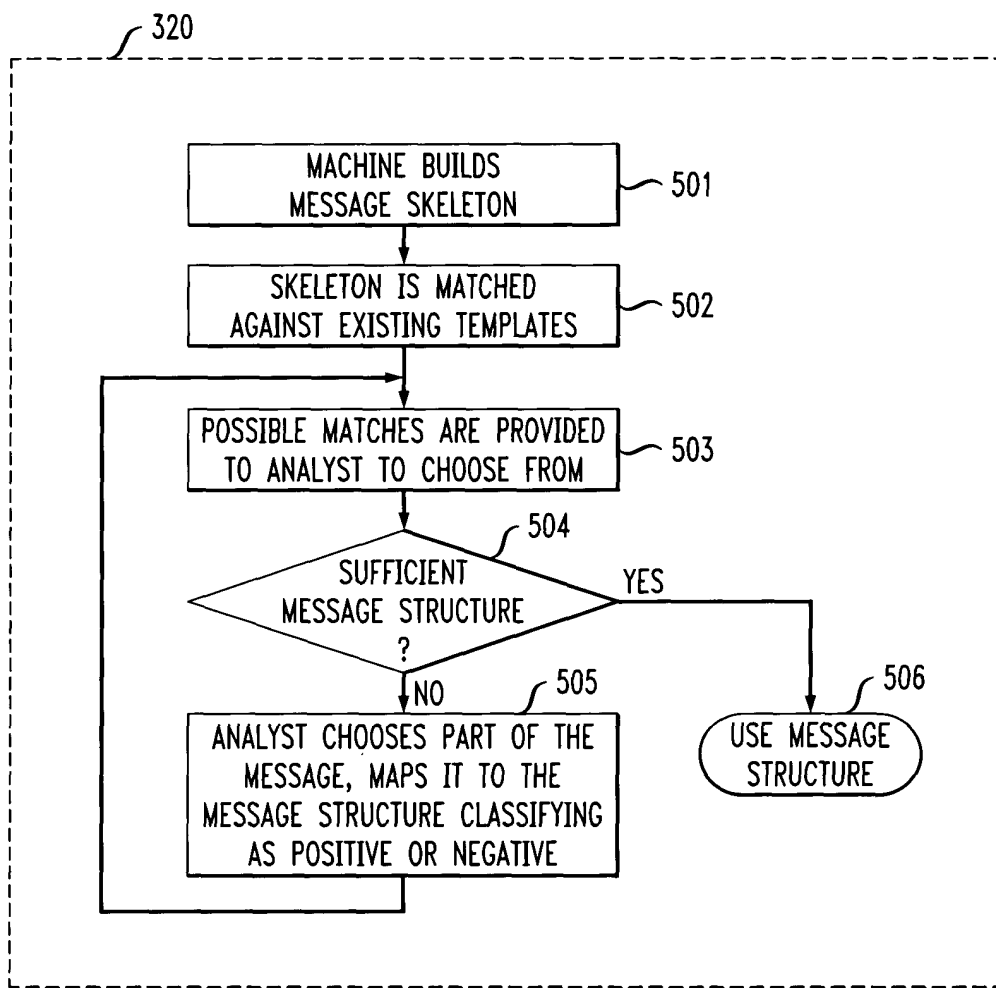 320
MACHINE BUILDS
MESSAGE SKELETON
501
SKELETON IS MATCHED
AGAINST EXISTING TEMPLATES
502
POSSIBLE MATCHES ARE PROVIDED
TO ANALYST TO CHOOSE FROM
503
504
SUFFICIENT
MESSAGE STRUCTURE
?
YES
NO
505
ANALYST CHOOSES PART OF THE
MESSAGE, MAPS IT TO THE
MESSAGE STRUCTURE CLASSIFYING
AS POSITIVE OR NEGATIVE
506
USE MESSAGE
STRUCTURE